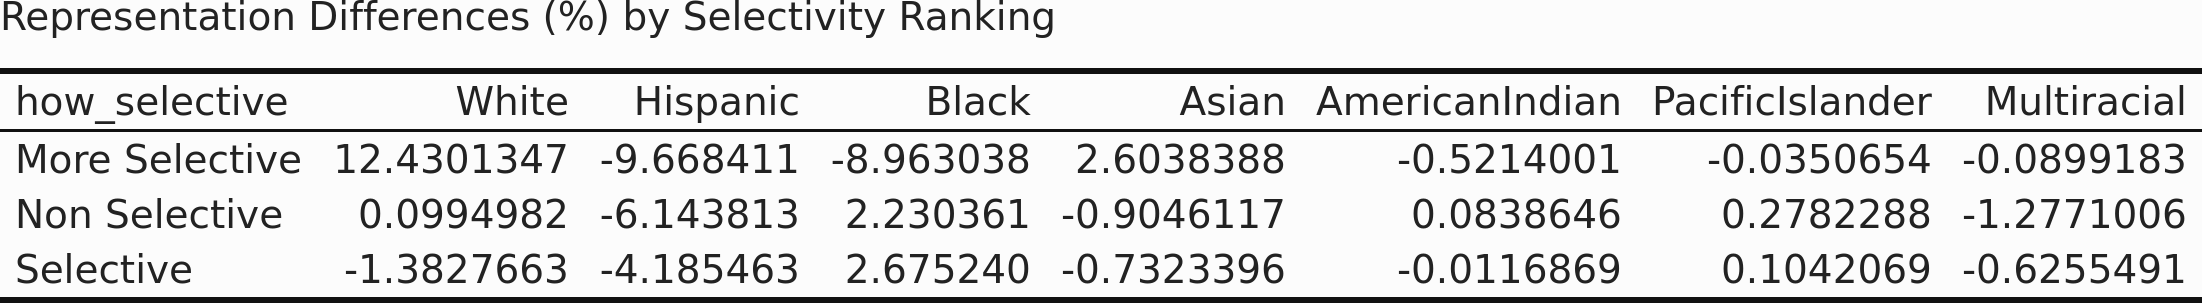 Representation Differences (%) by Selectivity Ranking
how_selective White Hispanic Black Asian AmericanIndian PacificIslander Multiracial
More Selective 12.4301347 -9.668411 -8.963038 2.6038388 -0.5214001 -0.0350654 -0.0899183
Non Selective 0.0994982 -6.143813 2.230361 -0.9046117 0.0838646 0.2782288 -1.2771006
Selective -1.3827663 -4.185463 2.675240 -0.7323396 -0.0116869 0.1042069 -0.6255491